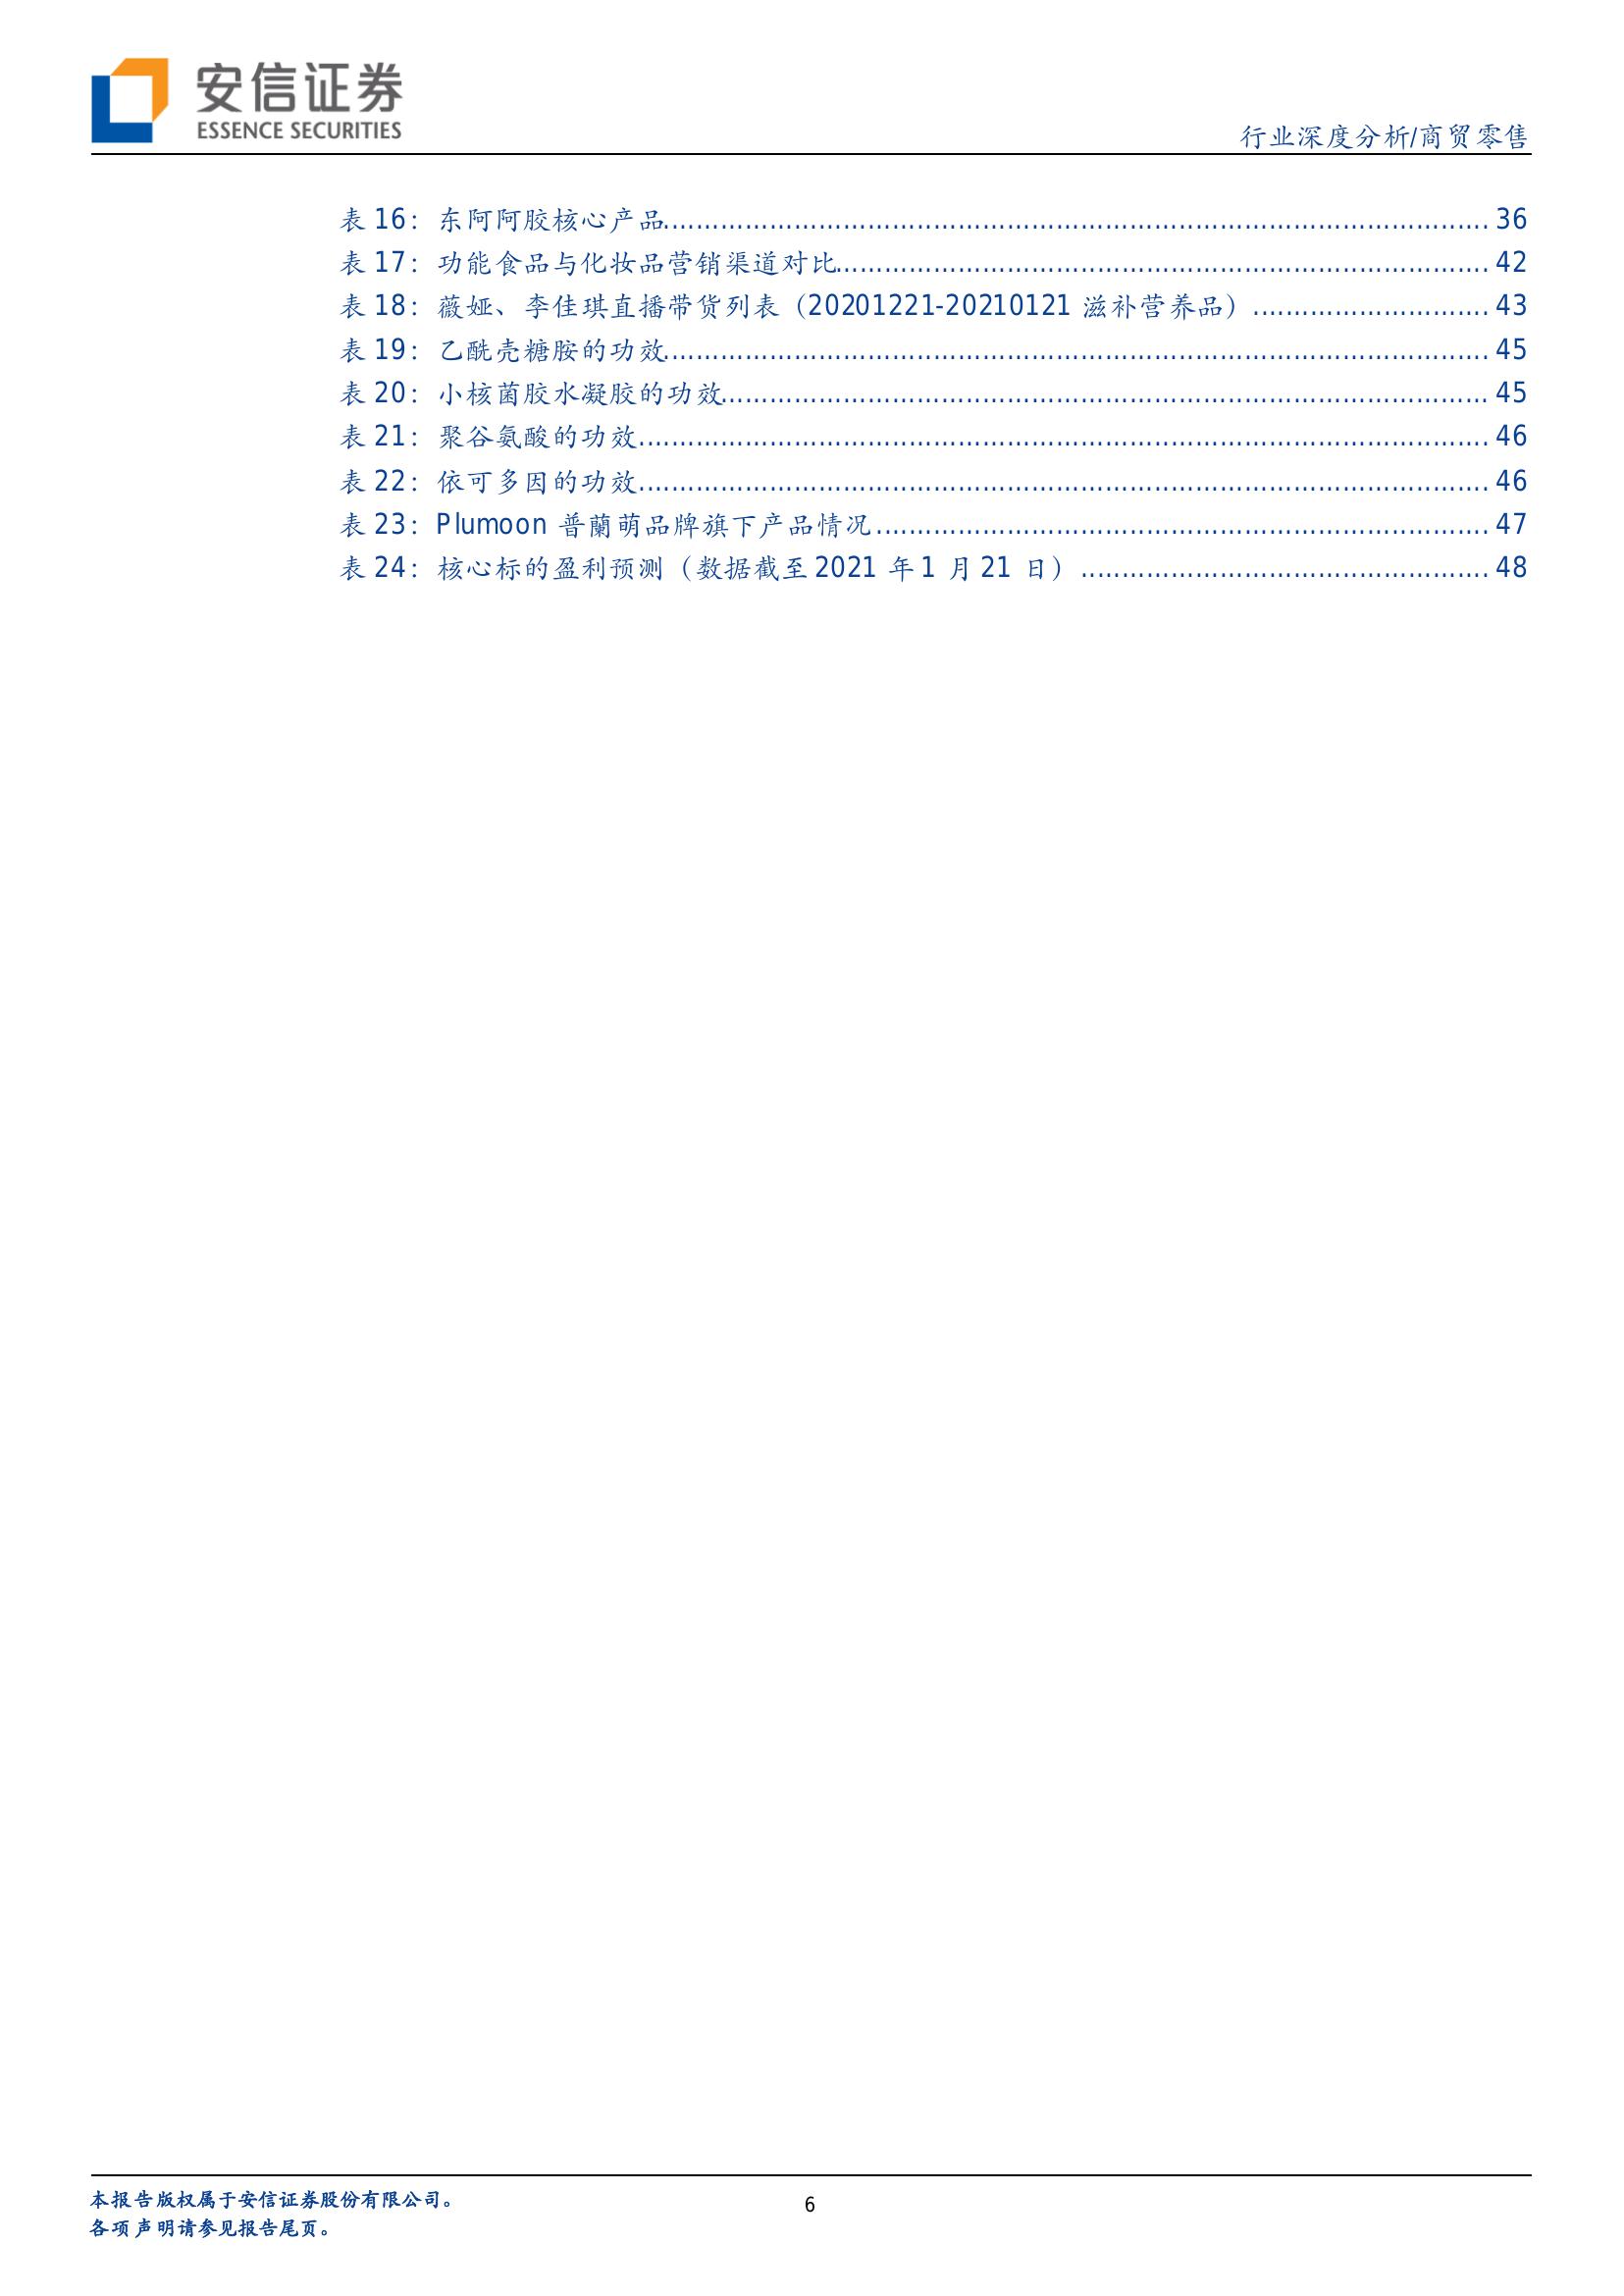 安信证券
ESSENCE SECURITIES
行业深度分析/商贸零售
表 16：东阿阿胶核心产品 36
表 17：功能食品与化妆品营销渠道对比 42
表 18：薇娅、李佳琪直播带货列表（20201221-20210121 滋补营养品） 43
表 19：乙酰壳糖胺的功效 45
表 20：小核菌胶水凝胶的功效 45
表 21：聚谷氨酸的功效 46
表 22：依可多因的功效 46
表 23：Plumoon 普蘭萌品牌旗下产品情况 47
表 24：核心标的盈利预测（数据截至 2021 年 1 月 21 日） 48
本报告版权属于安信证券股份有限公司。
各项声明请参见报告尾页。
6